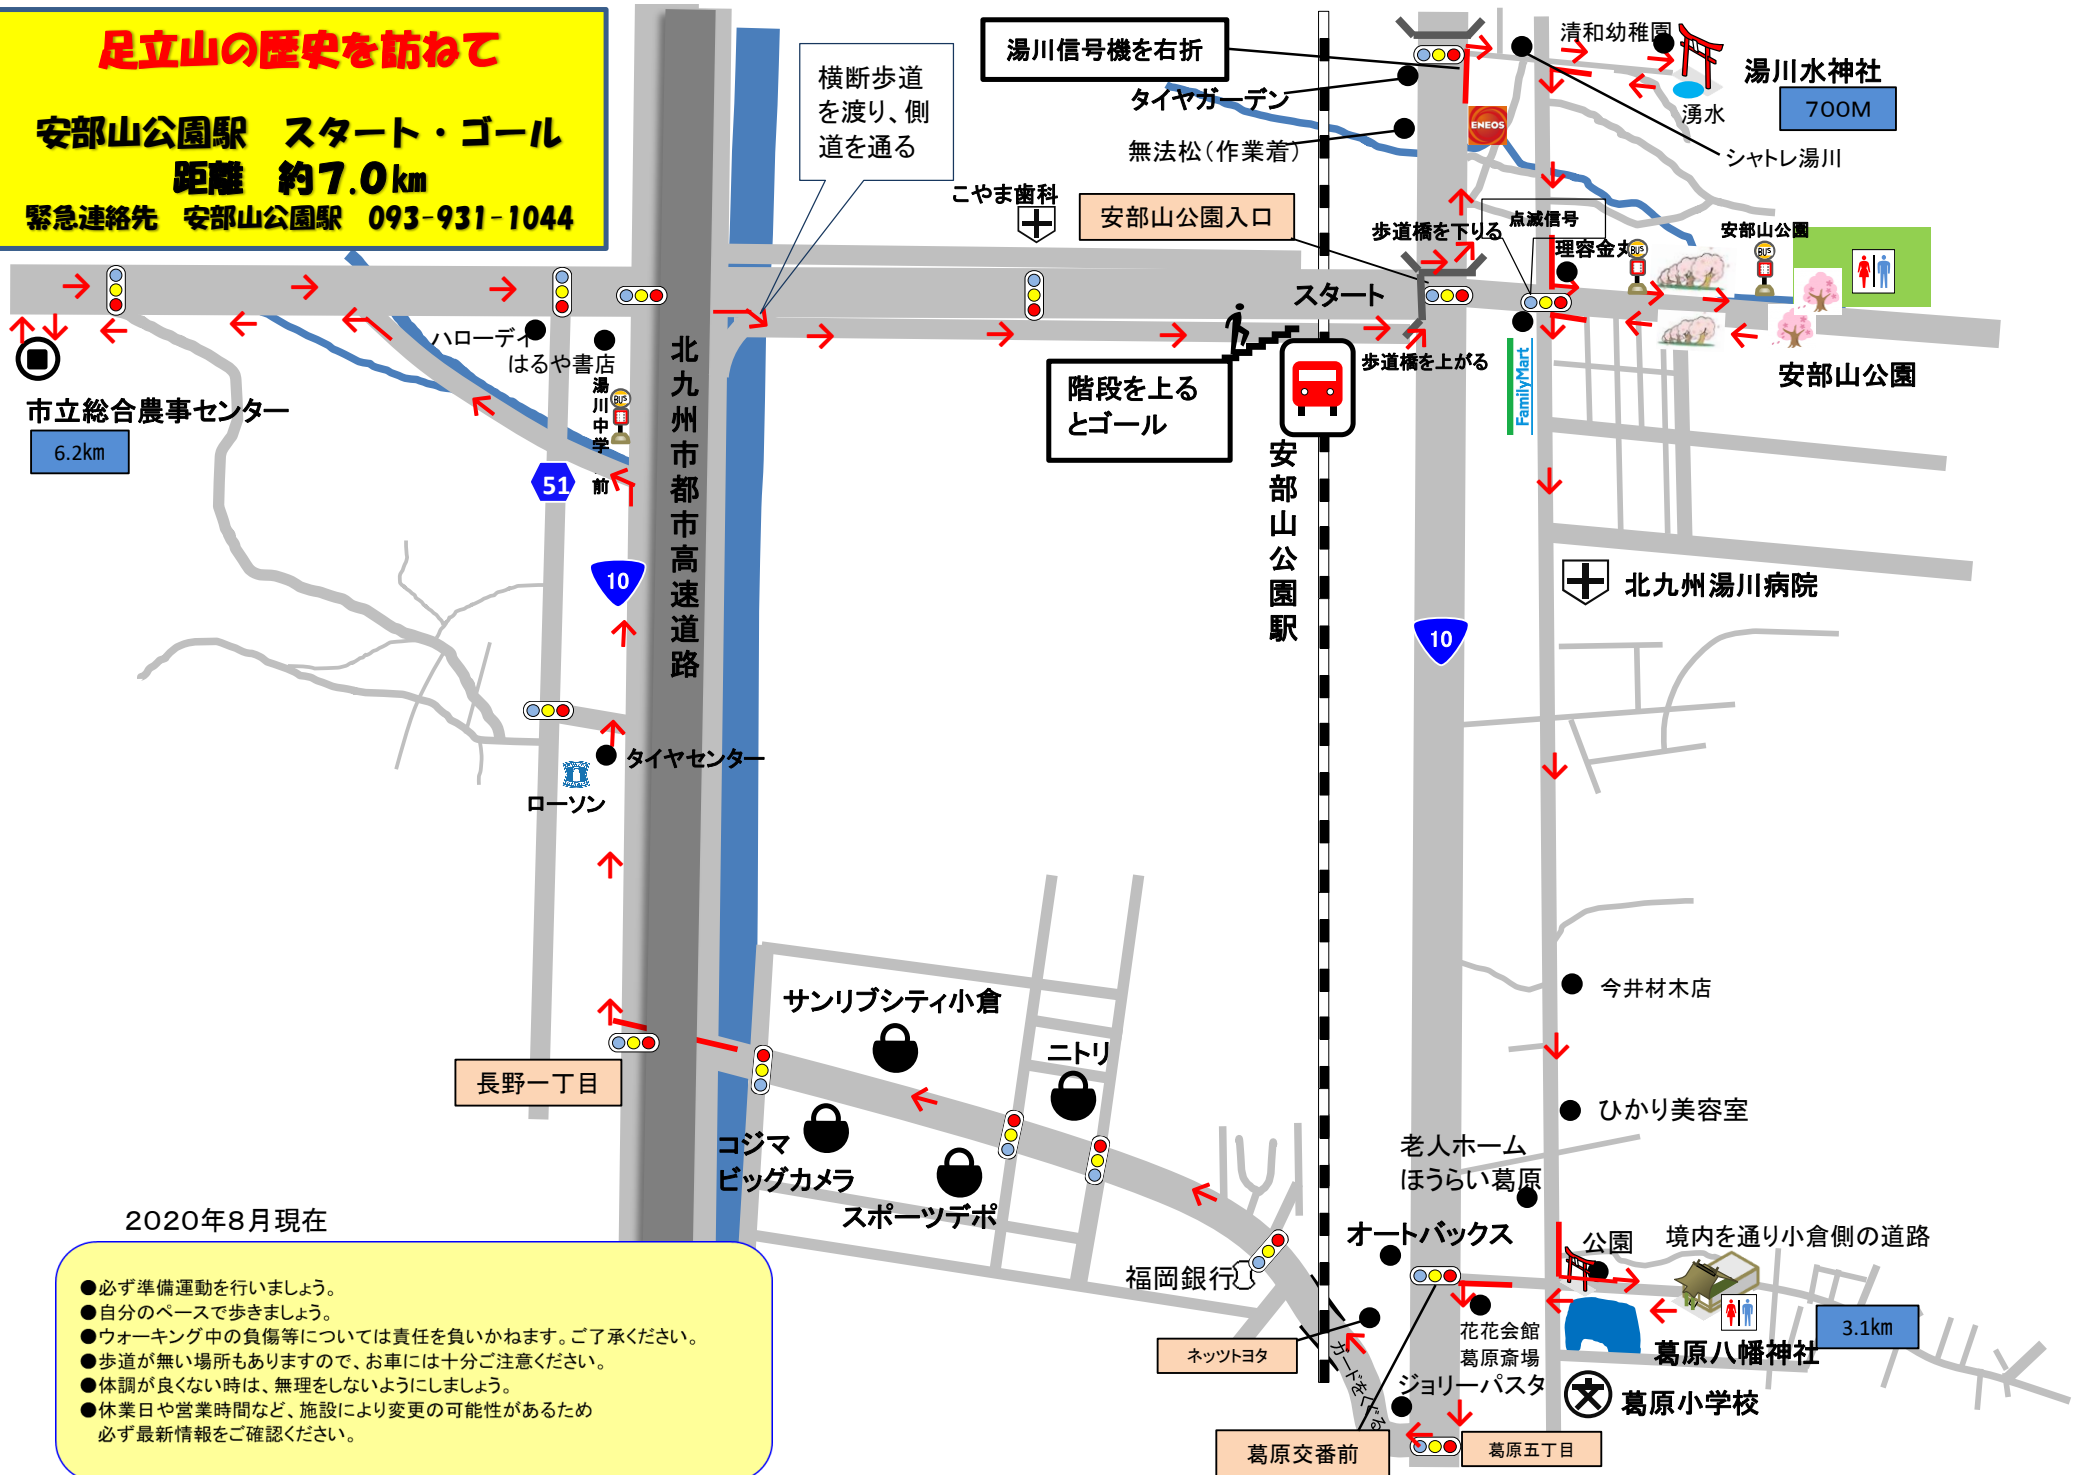 足立山の歴史を訪ねて
安部山公園駅　スタート・ゴール
距離　約7.0km
緊急連絡先　安部山公園駅　093-931-1044
横断歩道
を渡り、側
道を通る
湯川信号機を右折
タイヤガーデン
無法松（作業着）
清和幼稚園
湯川水神社
700M
湧水
シャトレ湯川
ENEOS
こやま歯科
安部山公園入口
歩道橋を下りる
点滅信号
理容金丸
BUS
安部山公園
BUS
スタート
歩道橋を上がる
階段を上る
とゴール
FamilyMart
安部山公園
ハローデイ
はるや書店
湯川中学　前
BUS
市立総合農事センター
6.2km
51
10
北九州市都市高速道路
安部山公園駅
10
北九州湯川病院
タイヤセンター
ローソン
今井材木店
サンリブシティ小倉
ニトリ
長野一丁目
ひかり美容室
コジマ
ビッグカメラ
スポーツデポ
老人ホーム
ほうらい葛原
オートバックス
公園
境内を通り小倉側の道路
福岡銀行
ネッツトヨタ
ガードをくぐる
花花会館
葛原斎場
ジョリーパスタ
葛原八幡神社
3.1km
葛原小学校
葛原交番前
葛原五丁目
2020年8月現在
●必ず準備運動を行いましょう。
●自分のペースで歩きましょう。
●ウォーキング中の負傷等については責任を負いかねます。ご了承ください。
●歩道が無い場所もありますので、お車には十分ご注意ください。
●体調が良くない時は、無理をしないようにしましょう。
●休業日や営業時間など、施設により変更の可能性があるため
必ず最新情報をご確認ください。